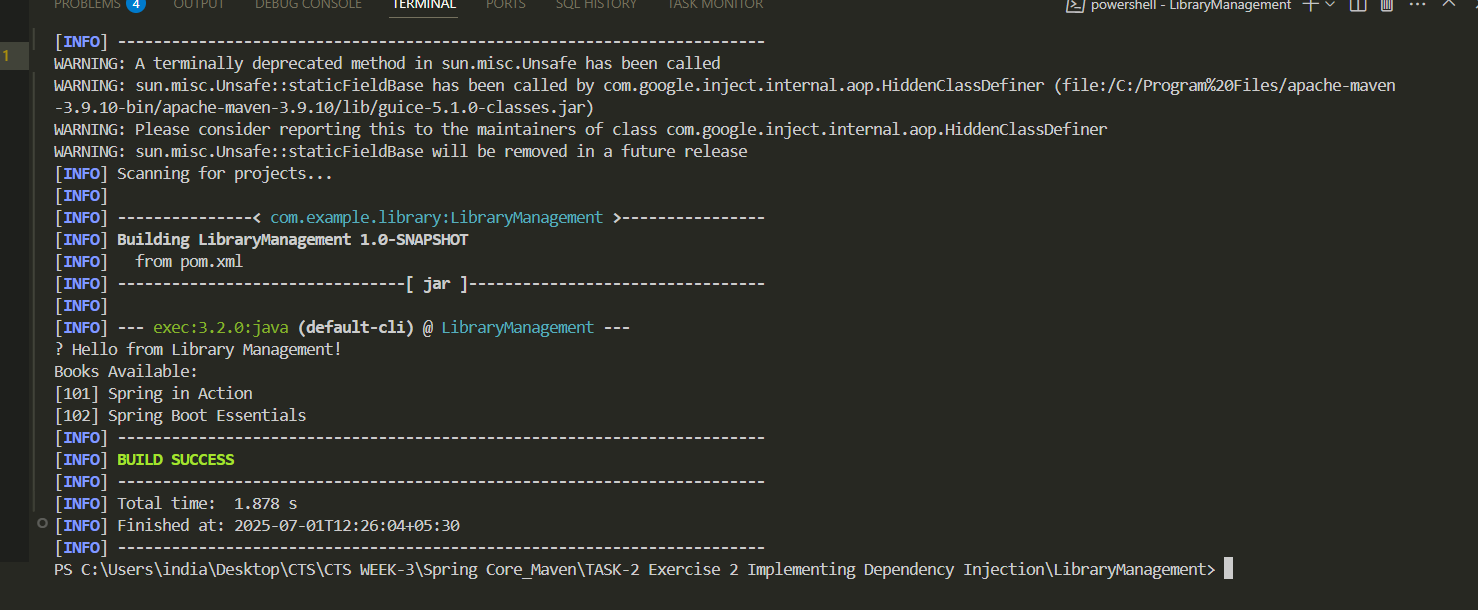 PROBLEMS 4 OUTPUT DEBUG CONSOLE TERMINAL PORTS SQL HISTORY TASK MONITOR powershell - LibraryManagement
1
[INFO] ------------------------------------------------------------------------
WARNING: A terminally deprecated method in sun.misc.Unsafe has been called
WARNING: sun.misc.Unsafe::staticFieldBase has been called by com.google.inject.internal.aop.HiddenClassDefiner (file:/C:/Program%20Files/apache-maven
-3.9.10-bin/apache-maven-3.9.10/lib/guice-5.1.0-classes.jar)
WARNING: Please consider reporting this to the maintainers of class com.google.inject.internal.aop.HiddenClassDefiner
WARNING: sun.misc.Unsafe::staticFieldBase will be removed in a future release
[INFO] Scanning for projects...
[INFO]
[INFO] ---------------< com.example.library:LibraryManagement >----------------
[INFO] Building LibraryManagement 1.0-SNAPSHOT
[INFO]   from pom.xml
[INFO] --------------------------------[ jar ]---------------------------------
[INFO]
[INFO] --- exec:3.2.0:java (default-cli) @ LibraryManagement ---
? Hello from Library Management!
Books Available:
[101] Spring in Action
[102] Spring Boot Essentials
[INFO] ------------------------------------------------------------------------
[INFO] BUILD SUCCESS
[INFO] ------------------------------------------------------------------------
[INFO] Total time:  1.878 s
[INFO] Finished at: 2025-07-01T12:26:04+05:30
[INFO] ------------------------------------------------------------------------
PS C:\Users\india\Desktop\CTS\CTS WEEK-3\Spring Core_Maven\TASK-2 Exercise 2 Implementing Dependency Injection\LibraryManagement>